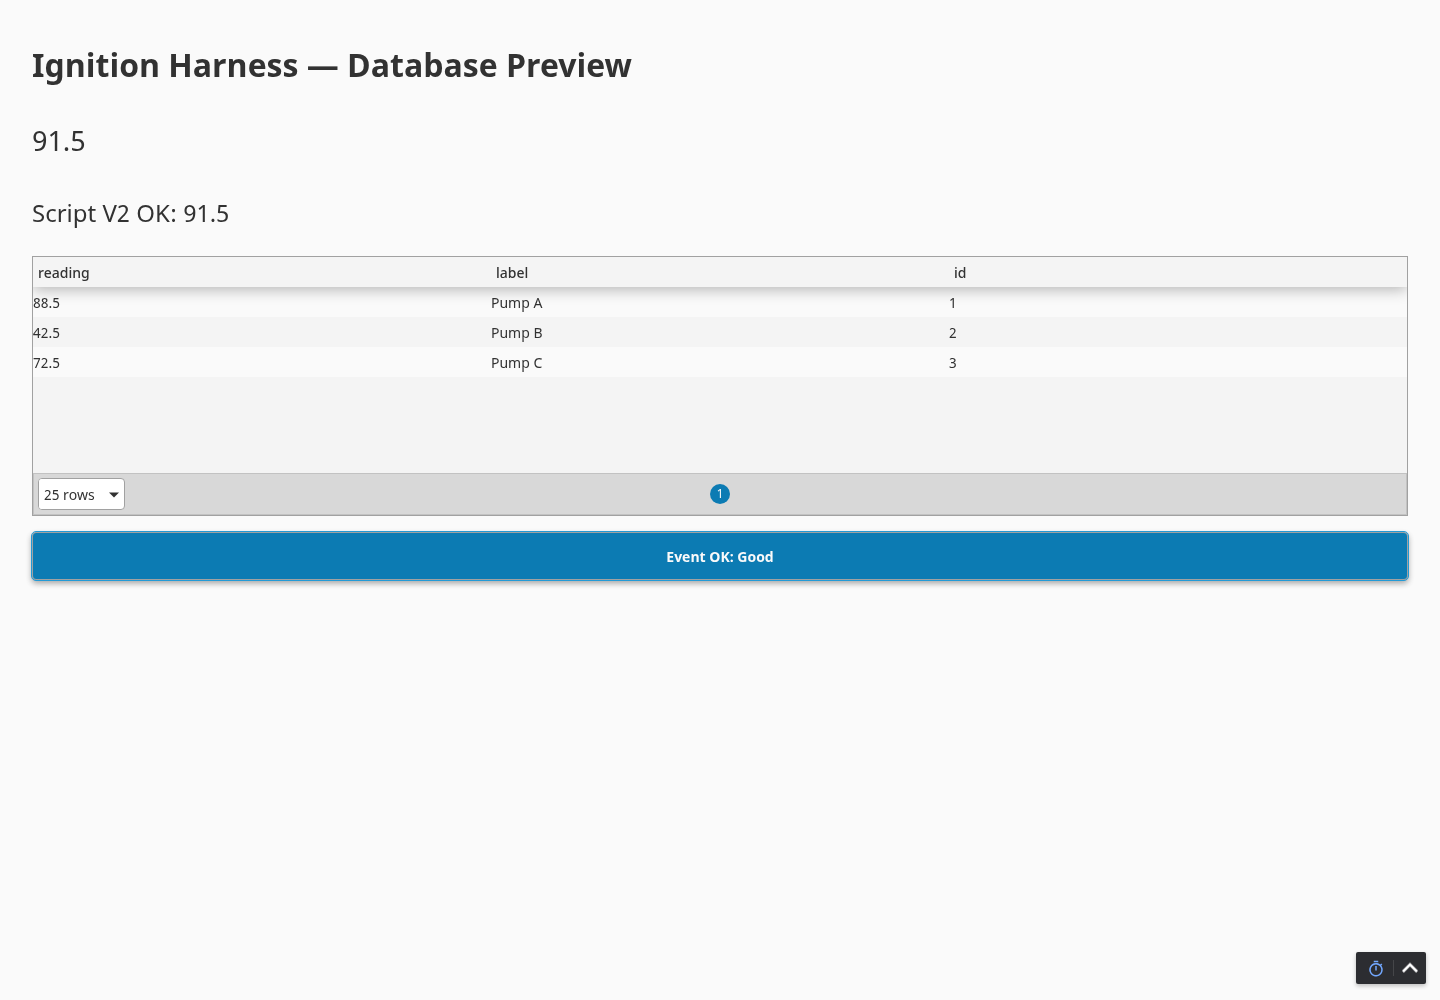 Ignition Harness — Database Preview
91.5
Script V2 OK: 91.5
reading label id
88.5 Pump A 1
42.5 Pump B 2
72.5 Pump C 3
25 rows 1
Event OK: Good